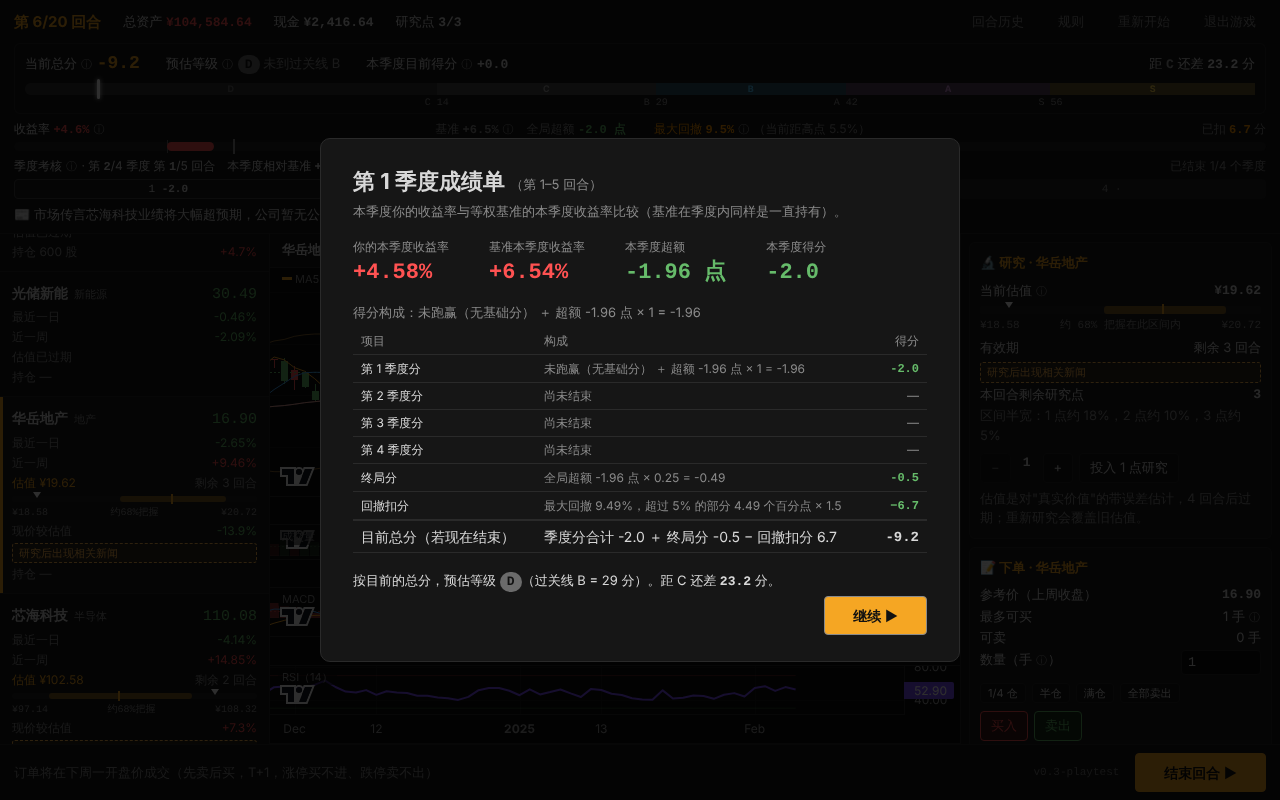 第 6/20 回合 总资产 ¥104,584.64 现金 ¥2,416.64 研究点 3/3 回合历史 规则 重新开始 退出游戏
当前总分 ⓘ -9.2 预估等级 ⓘ D 未到过关线 B 本季度目前得分 ⓘ +0.0 距 C 还差 23.2 分
D C B A S
C 14 B 29 A 42 S 56
收益率 +4.6% ⓘ 基准 +6.5% ⓘ 全局超额 -2.0 点 最大回撤 9.5% ⓘ （当前距高点 5.5%） 已扣 6.7 分
季度考核 ⓘ · 第 2/4 季度 第 1/5 回合 本季度相对基准 + 已结束 1/4 个季度
1 -2.0 4 -
📰 市场传言芯海科技业绩将大幅超预期，公司暂无公
第 1 季度成绩单 （第 1–5 回合）
本季度你的收益率与等权基准的本季度收益率比较（基准在季度内同样是一直持有）。
你的本季度收益率 基准本季度收益率 本季度超额 本季度得分
+4.58% +6.54% -1.96 点 -2.0
得分构成：未跑赢（无基础分） ＋ 超额 -1.96 点 × 1 = -1.96
项目 构成 得分
第 1 季度分 未跑赢（无基础分） ＋ 超额 -1.96 点 × 1 = -1.96 -2.0
第 2 季度分 尚未结束 —
第 3 季度分 尚未结束 —
第 4 季度分 尚未结束 —
终局分 全局超额 -1.96 点 × 0.25 = -0.49 -0.5
回撤扣分 最大回撤 9.49%，超过 5% 的部分 4.49 个百分点 × 1.5 −6.7
目前总分（若现在结束） 季度分合计 -2.0 ＋ 终局分 -0.5 − 回撤扣分 6.7 -9.2
按目前的总分，预估等级 D （过关线 B = 29 分）。距 C 还差 23.2 分。
继续 ▶
持仓 600 股 +4.7%
光储新能 新能源 30.49
最近一日 -0.46%
近一周 -2.09%
估值已过期
持仓 —
华岳地产 地产 16.90
最近一日 -2.65%
近一周 +9.46%
估值 ¥19.62 剩余 3 回合
¥18.58 约68%把握 ¥20.72
现价较估值 -13.9%
研究后出现相关新闻
持仓 —
芯海科技 半导体 110.08
最近一日 -4.14%
近一周 +14.85%
估值 ¥102.58 剩余 2 回合
¥97.14 约68%把握 ¥108.32
现价较估值 +7.3%
华岳地
MA5
MACD
RSI（14）
60.00
52.90
40.00
Dec 12 2025 13 Feb
🔬 研究 · 华岳地产
当前估值 ⓘ ¥19.62
¥18.58 约 68% 把握在此区间内 ¥20.72
有效期 剩余 3 回合
研究后出现相关新闻
本回合剩余研究点 3
区间半宽：1 点约 18%，2 点约 10%，3 点约
5%
− 1 + 投入 1 点研究
估值是对"真实价值"的带误差估计，4 回合后过
期；重新研究会覆盖旧估值。
📝 下单 · 华岳地产
参考价（上周收盘） 16.90
最多可买 1 手 ⓘ
可卖 0 手
数量（手 ⓘ） 1
1/4 仓 半仓 满仓 全部卖出
买入 卖出
订单将在下周一开盘价成交（先卖后买，T+1，涨停买不进、跌停卖不出） v0.3-playtest 结束回合 ▶